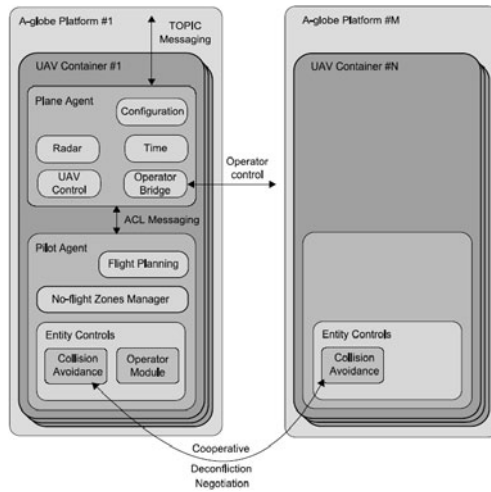 A-globe Platform #1
TOPIC
Messaging
UAV Container #1
Plane Agent
Configuration
Radar
Time
UAV
Control
Operator
Bridge
ACL Messaging
Pilot Agent
Flight Planning
No-flight Zones Manager
Entity Controls
Collision
Avoidance
Operator
Module
Operator
control
A-globe Platform #M
UAV Container #N
Entity Controls
Collision
Avoidance
Cooperative
Deconfliction
Negotiation